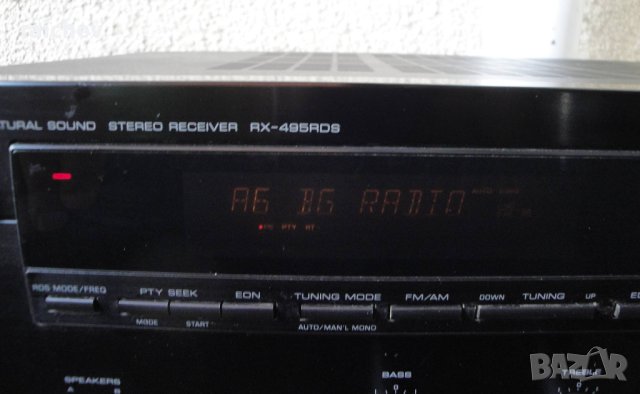 TURAL SOUND STEREO RECEIVER RX-495RDS
A6 BG RADIO
PTY RT
RDS MODE/FREQ PTY SEEK EON TUNING MODE FM/AM DOWN TUNING UP
MODE START AUTO/MAN'L MONO
SPEAKERS BASS TREBLE
A B 0
BAZAR